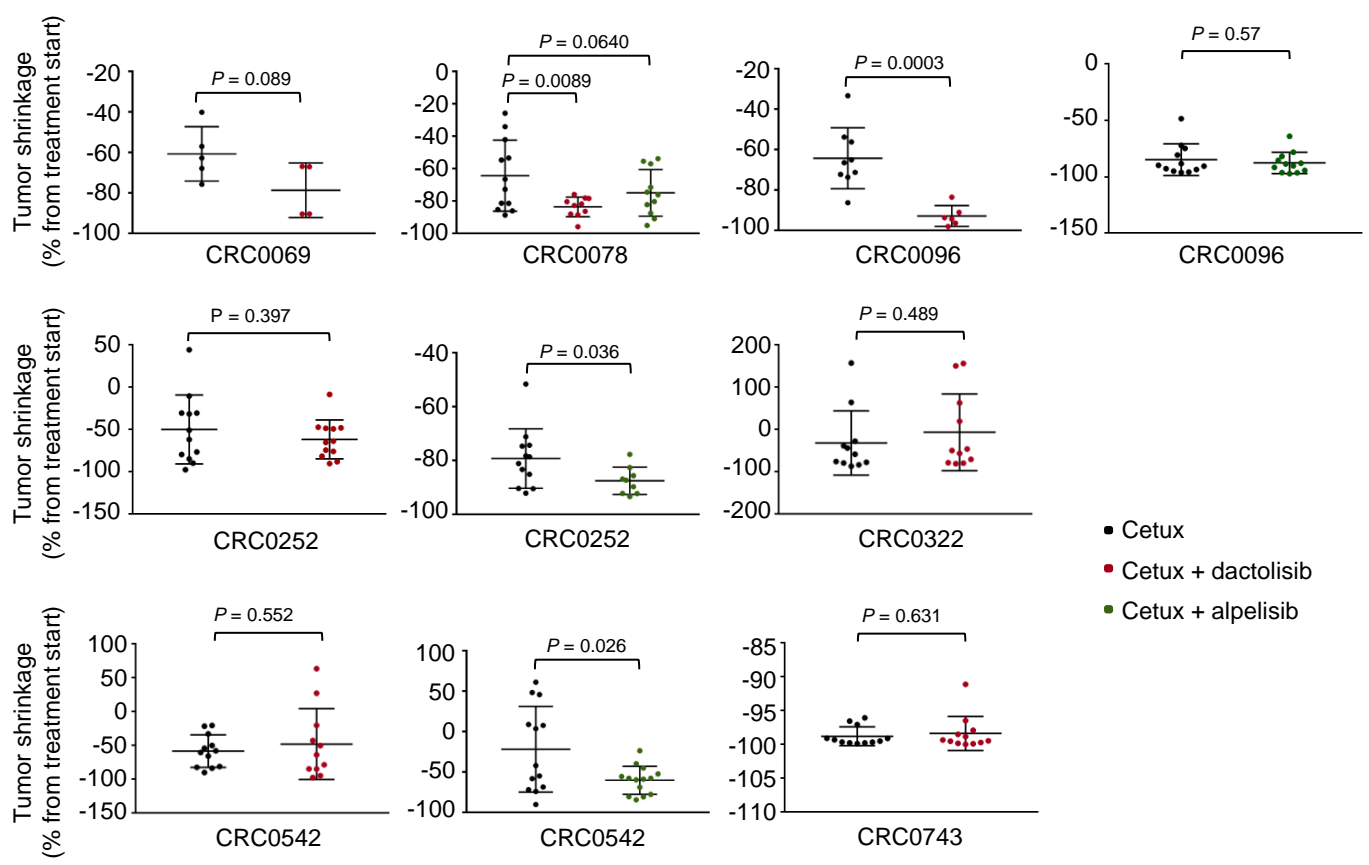 Tumor shrinkage
(% from treatment start)
P = 0.089
-20
-40
-60
-80
-100
CRC0069
P = 0.0640
P = 0.0089
0
-20
-40
-60
-80
-100
CRC0078
P = 0.0003
-20
-40
-60
-80
-100
CRC0096
P = 0.57
0
-50
-100
-150
CRC0096
Tumor shrinkage
(% from treatment start)
P = 0.397
50
0
-50
-100
-150
CRC0252
P = 0.036
-40
-60
-80
-100
CRC0252
P = 0.489
200
100
0
-100
-200
CRC0322
Cetux
Cetux + dactolisib
Cetux + alpelisib
Tumor shrinkage
(% from treatment start)
P = 0.552
100
50
0
-50
-100
-150
CRC0542
P = 0.026
100
50
0
-50
-100
CRC0542
P = 0.631
-85
-90
-95
-100
-105
-110
CRC0743